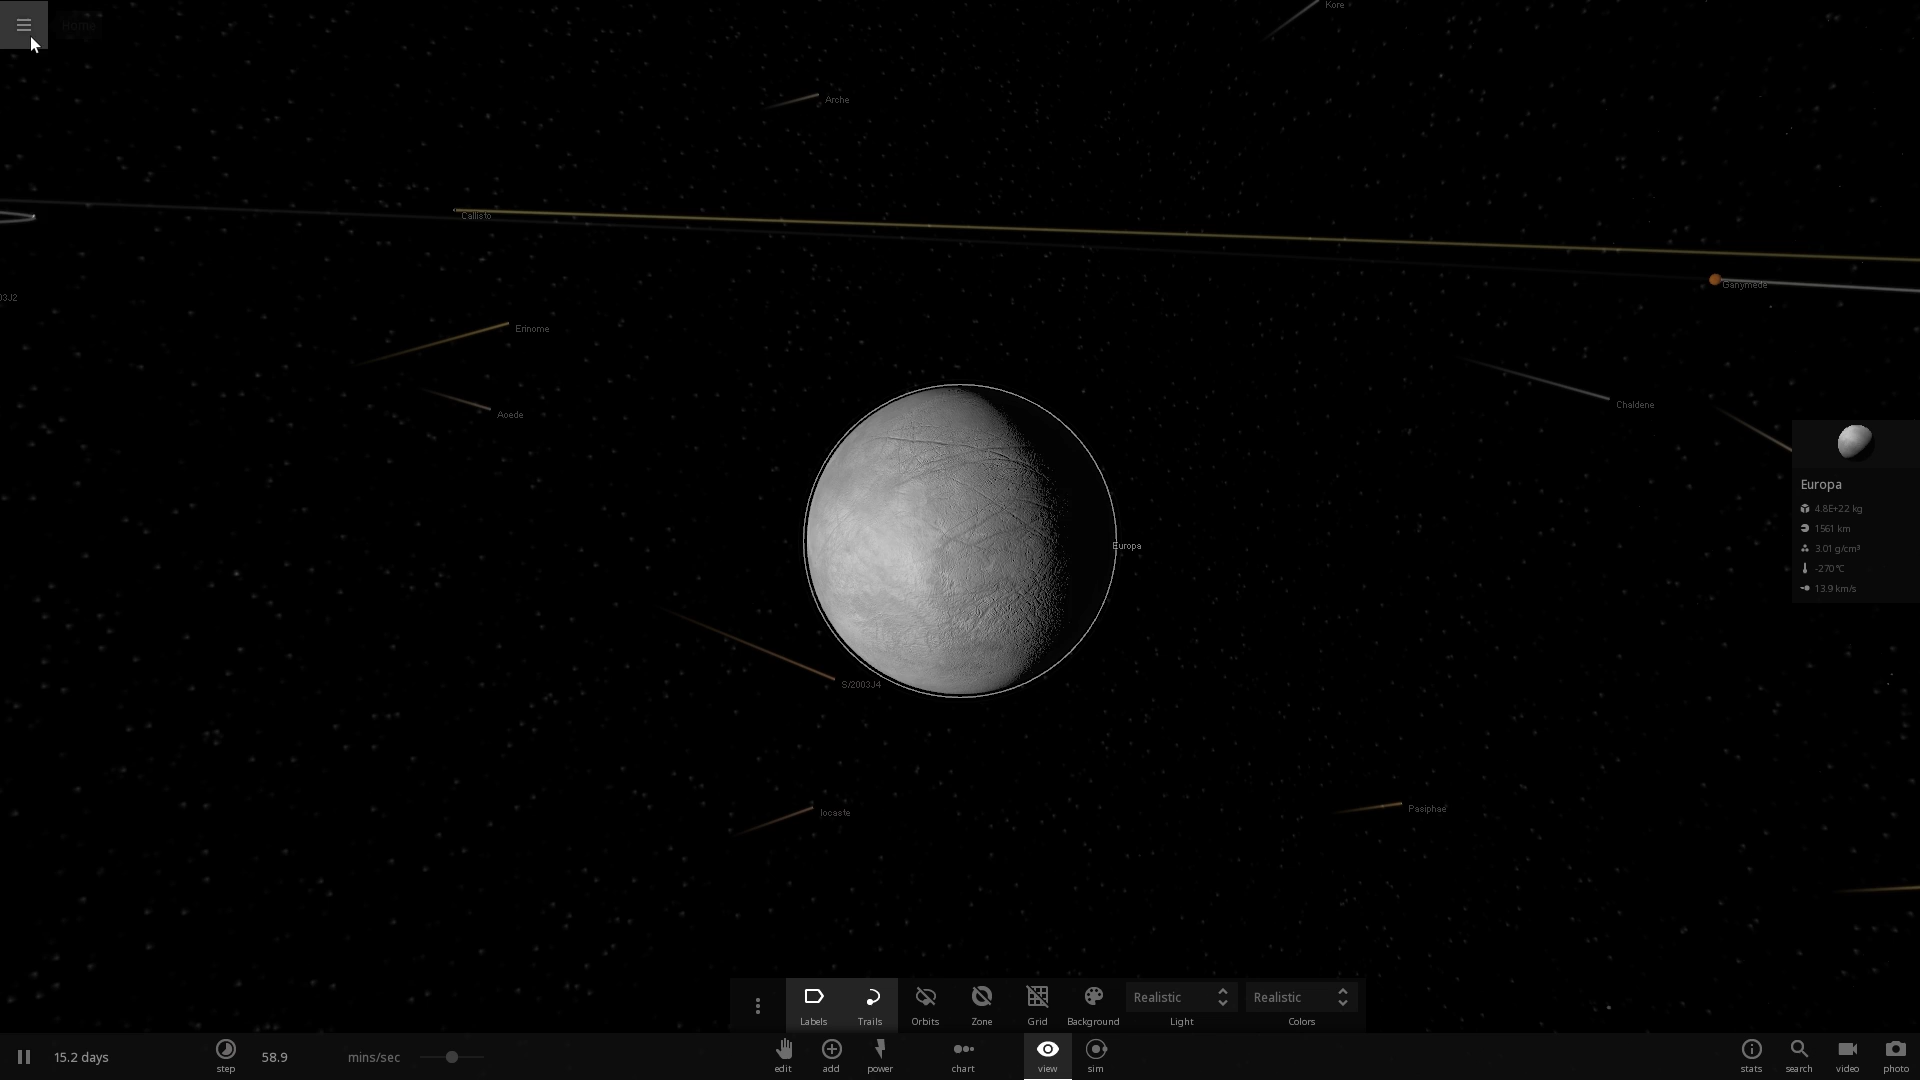 Home
Kore
Arche
Callisto
Ganymede
03J2
Erinome
Aoede
Chaldene
Europa
4.8E+22 kg
1561 km
3.01 g/cm³
-270°C
13.9 km/s
Europa
S/2003J4
Iocaste
Pasiphae
Realistic
Realistic
Labels
Trails
Orbits
Zone
Grid
Background
Light
Colors
15.2 days
step
58.9
mins/sec
edit
add
power
chart
view
sim
stats
search
video
photo